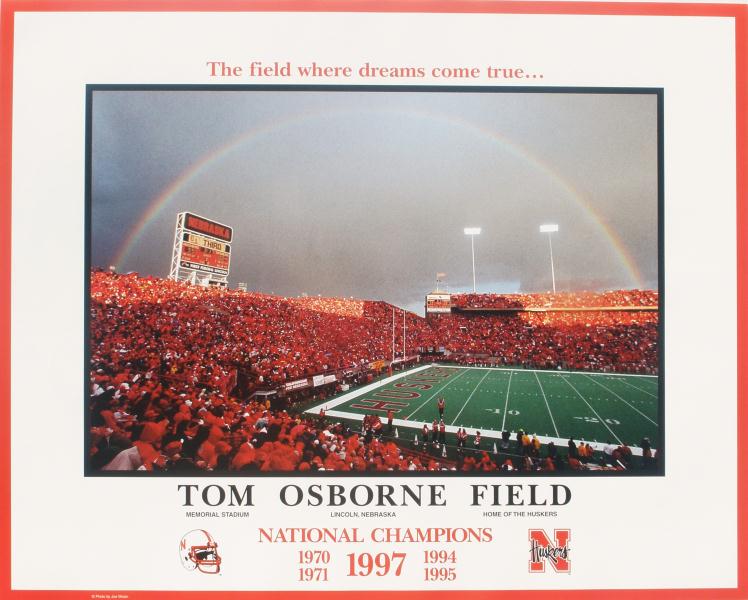 The field where dreams come true...
NEBRASKA
THIRD
HUSKERS
10
20
TOM OSBORNE FIELD
MEMORIAL STADIUM LINCOLN, NEBRASKA HOME OF THE HUSKERS
NATIONAL CHAMPIONS
1970 1997 1994
1971 1995
N
N
Huskers